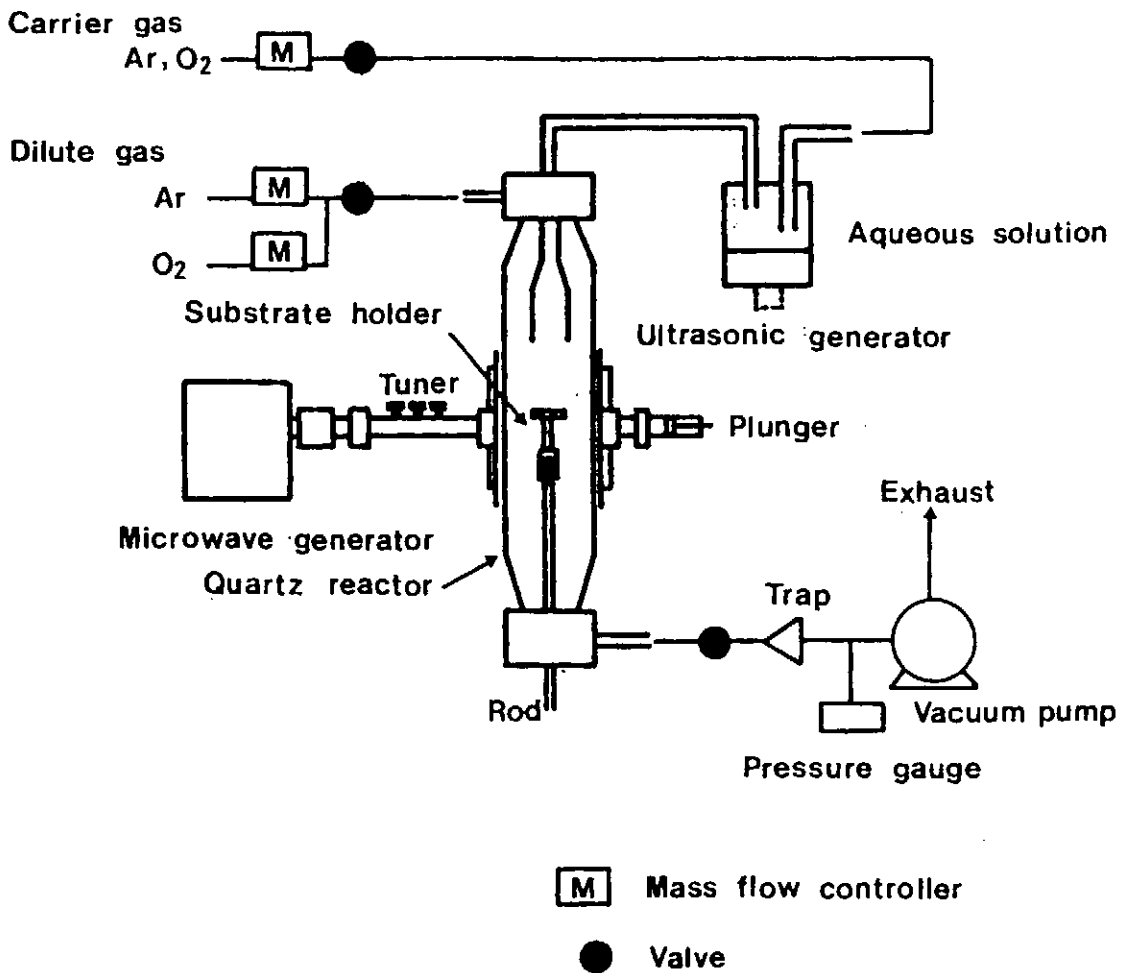 Carrier gas
Ar, O2
M
Dilute gas
Ar
M
O2
M
Aqueous solution
Substrate holder
Ultrasonic generator
Tuner
Plunger
Exhaust
Microwave generator
Quartz reactor
Trap
Rod
Vacuum pump
Pressure gauge
M Mass flow controller
Valve